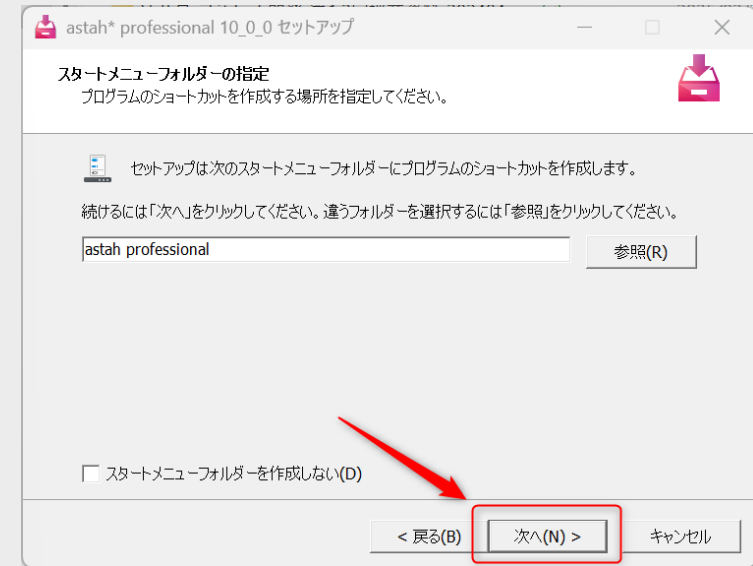 astah* professional 10_0_0 セットアップ
スタートメニューフォルダーの指定
プログラムのショートカットを作成する場所を指定してください。
セットアップは次のスタートメニューフォルダーにプログラムのショートカットを作成します。
続けるには「次へ」をクリックしてください。違うフォルダーを選択するには「参照」をクリックしてください。
astah professional
参照(R)
スタートメニューフォルダーを作成しない(D)
< 戻る(B)
次へ(N) >
キャンセル